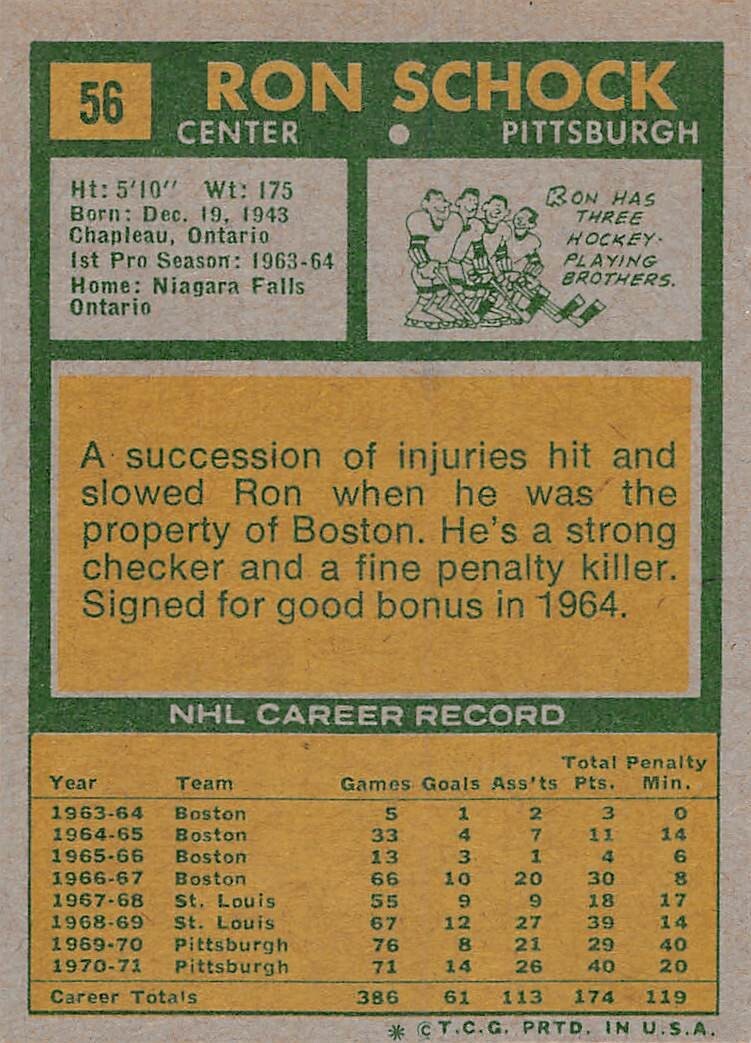 56 RON SCHOCK
CENTER • PITTSBURGH
Ht: 5'10" Wt: 175
Born: Dec. 19, 1943
Chapleau, Ontario
1st Pro Season: 1963-64
Home: Niagara Falls
Ontario
RON HAS
THREE
HOCKEY-
PLAYING
BROTHERS.
A succession of injuries hit and
slowed Ron when he was the
property of Boston. He's a strong
checker and a fine penalty killer.
Signed for good bonus in 1964.
NHL CAREER RECORD
Total Penalty
Year Team Games Goals Ass'ts Pts. Min.
1963-64 Boston 5 1 2 3 0
1964-65 Boston 33 4 7 11 14
1965-66 Boston 13 3 1 4 6
1966-67 Boston 66 10 20 30 8
1967-68 St. Louis 55 9 9 18 17
1968-69 St. Louis 67 12 27 39 14
1969-70 Pittsburgh 76 8 21 29 40
1970-71 Pittsburgh 71 14 26 40 20
Career Totals 386 61 113 174 119
* © T.C.G. PRTD. IN U.S.A.